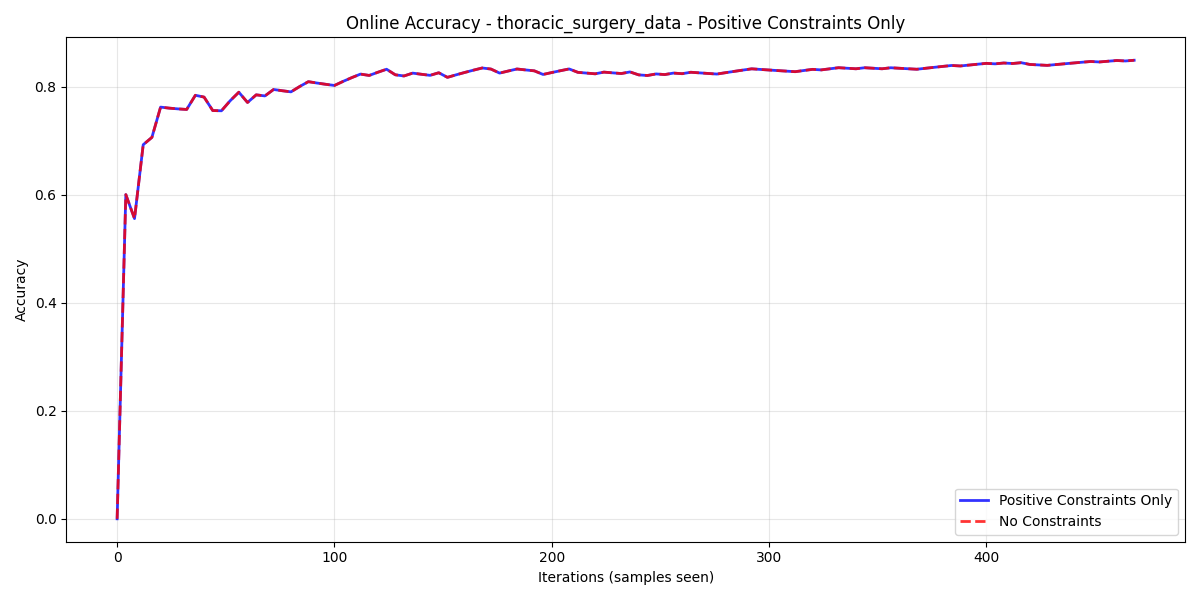 Online Accuracy - thoracic_surgery_data - Positive Constraints Only
Accuracy
0.8
0.6
0.4
0.2
0.0
0 100 200 300 400
Iterations (samples seen)
Positive Constraints Only
No Constraints